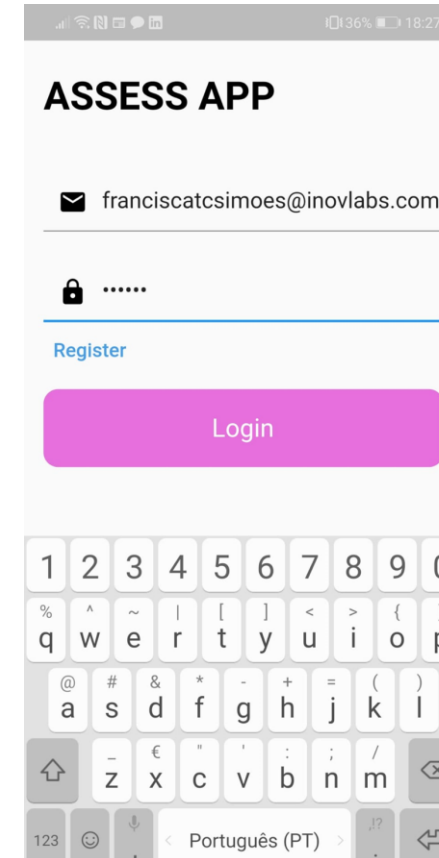 36% 18:27
ASSESS APP
franciscatcsimoes@inovlabs.com
••••••
Register
Login
1 2 3 4 5 6 7 8 9
% ^ ~ | [ ] < > {
q w e r t y u i o p
@ # & * - + = ( )
a s d f g h j k l
_ € " ' : ; /
z x c v b n m
,!?
123 < Português (PT) > .